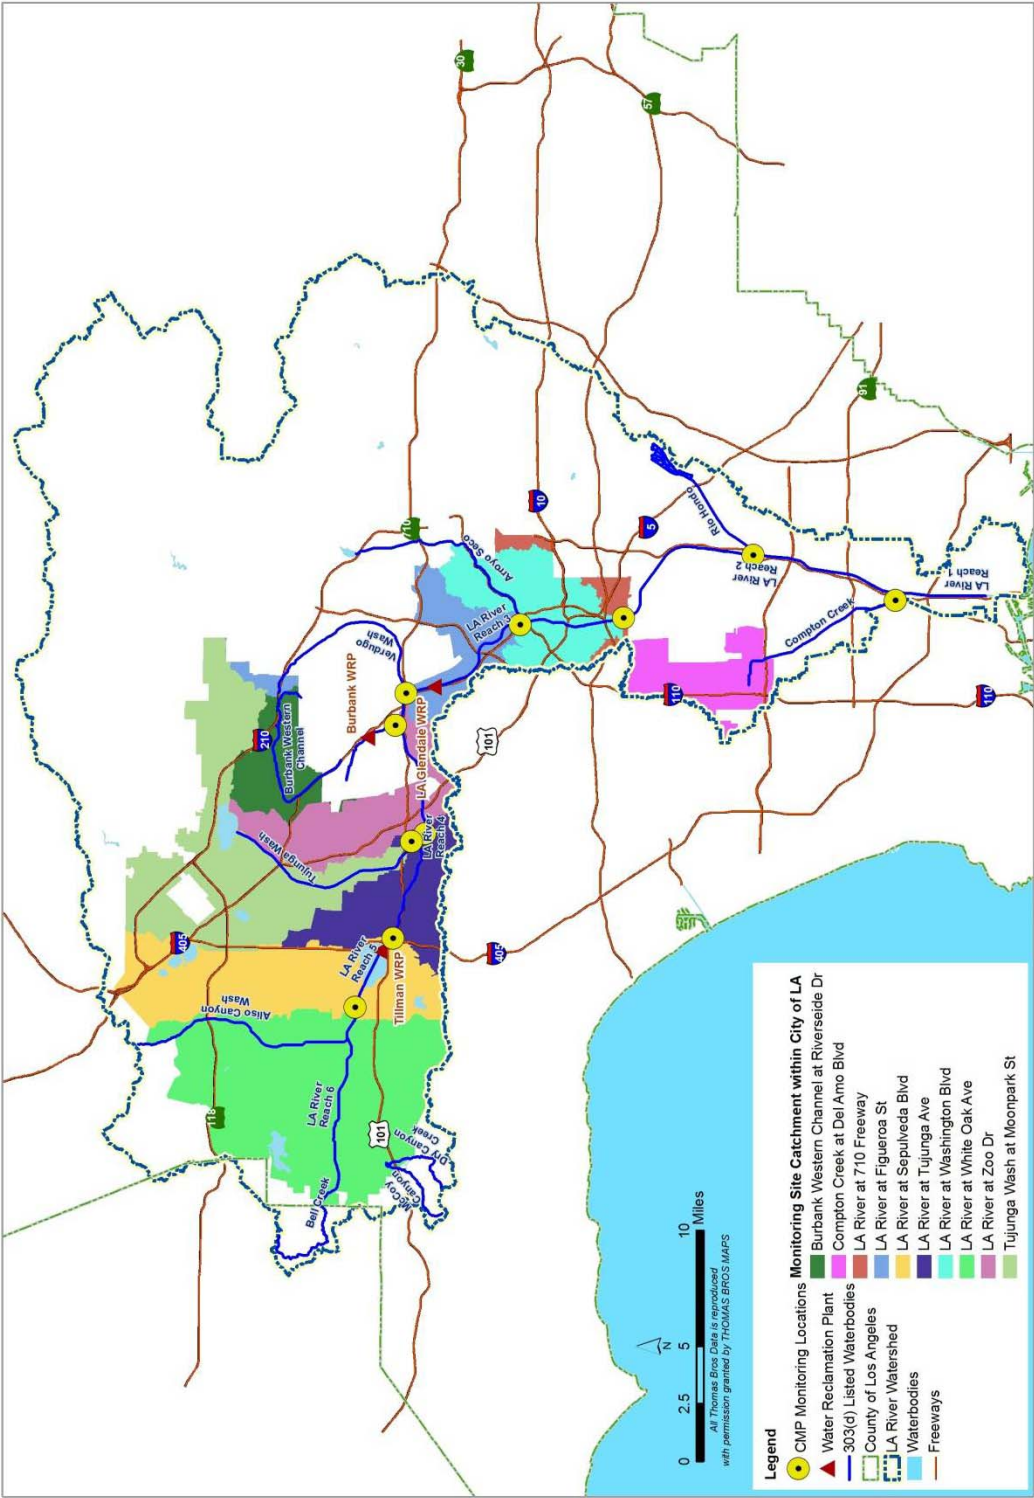 30
57
210
710
10
5
91
118
405
101
101
405
110
110
Arroyo Seco
Rio Hondo
LA River
Reach 3
LA River
Reach 2
LA River
Reach 1
Compton Creek
Verdugo
Wash
Burbank WRP
Burbank Western
Channel
LA Glendale WRP
LA River
Reach 4
Tujunga Wash
LA River
Reach 5
Tillman WRP
Aliso Canyon
Wash
LA River
Reach 6
Bell Creek
McCoy
Canyon
Dry Canyon
Creek
N
0 2.5 5 10
Miles
All Thomas Bros Data is reproduced
with permission granted by THOMAS BROS MAPS
Legend
CMP Monitoring Locations
Water Reclamation Plant
303(d) Listed Waterbodies
County of Los Angeles
LA River Watershed
Waterbodies
Freeways
Monitoring Site Catchment within City of LA
Burbank Western Channel at Riverside Dr
Compton Creek at Del Amo Blvd
LA River at 710 Freeway
LA River at Figueroa St
LA River at Sepulveda Blvd
LA River at Tujunga Ave
LA River at Washington Blvd
LA River at White Oak Ave
LA River at Zoo Dr
Tujunga Wash at Moonpark St